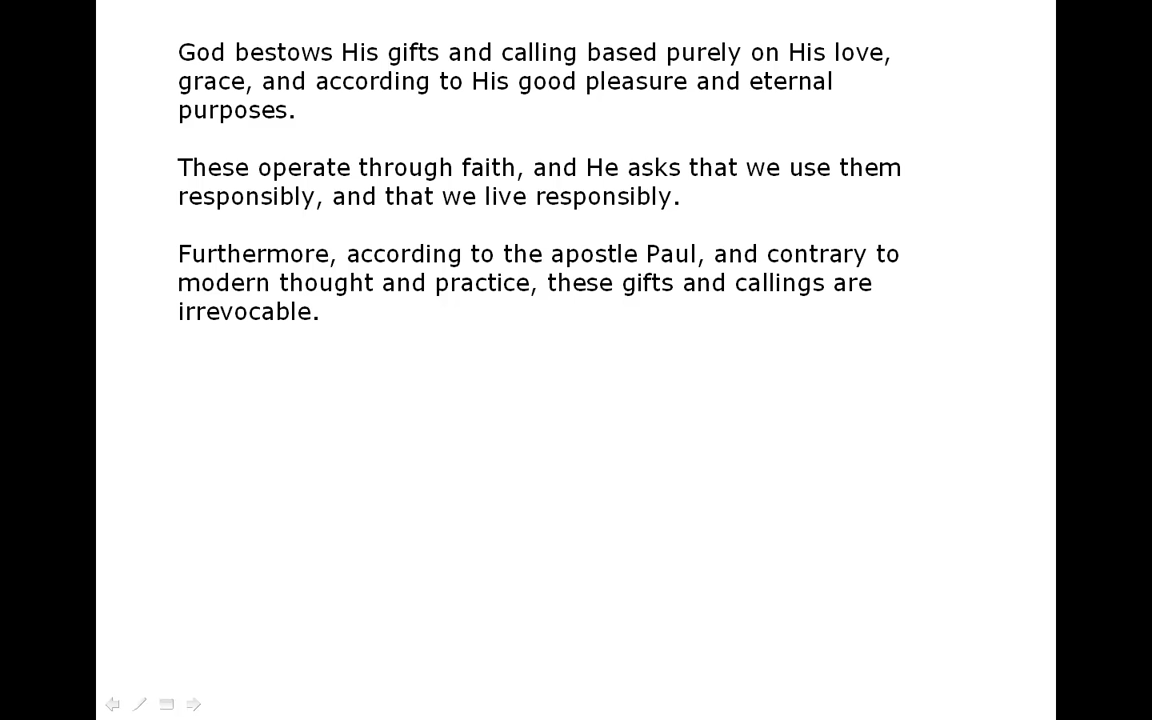 God bestows His gifts and calling based purely on His love,
grace, and according to His good pleasure and eternal
purposes.
These operate through faith, and He asks that we use them
responsibly, and that we live responsibly.
Furthermore, according to the apostle Paul, and contrary to
modern thought and practice, these gifts and callings are
irrevocable.